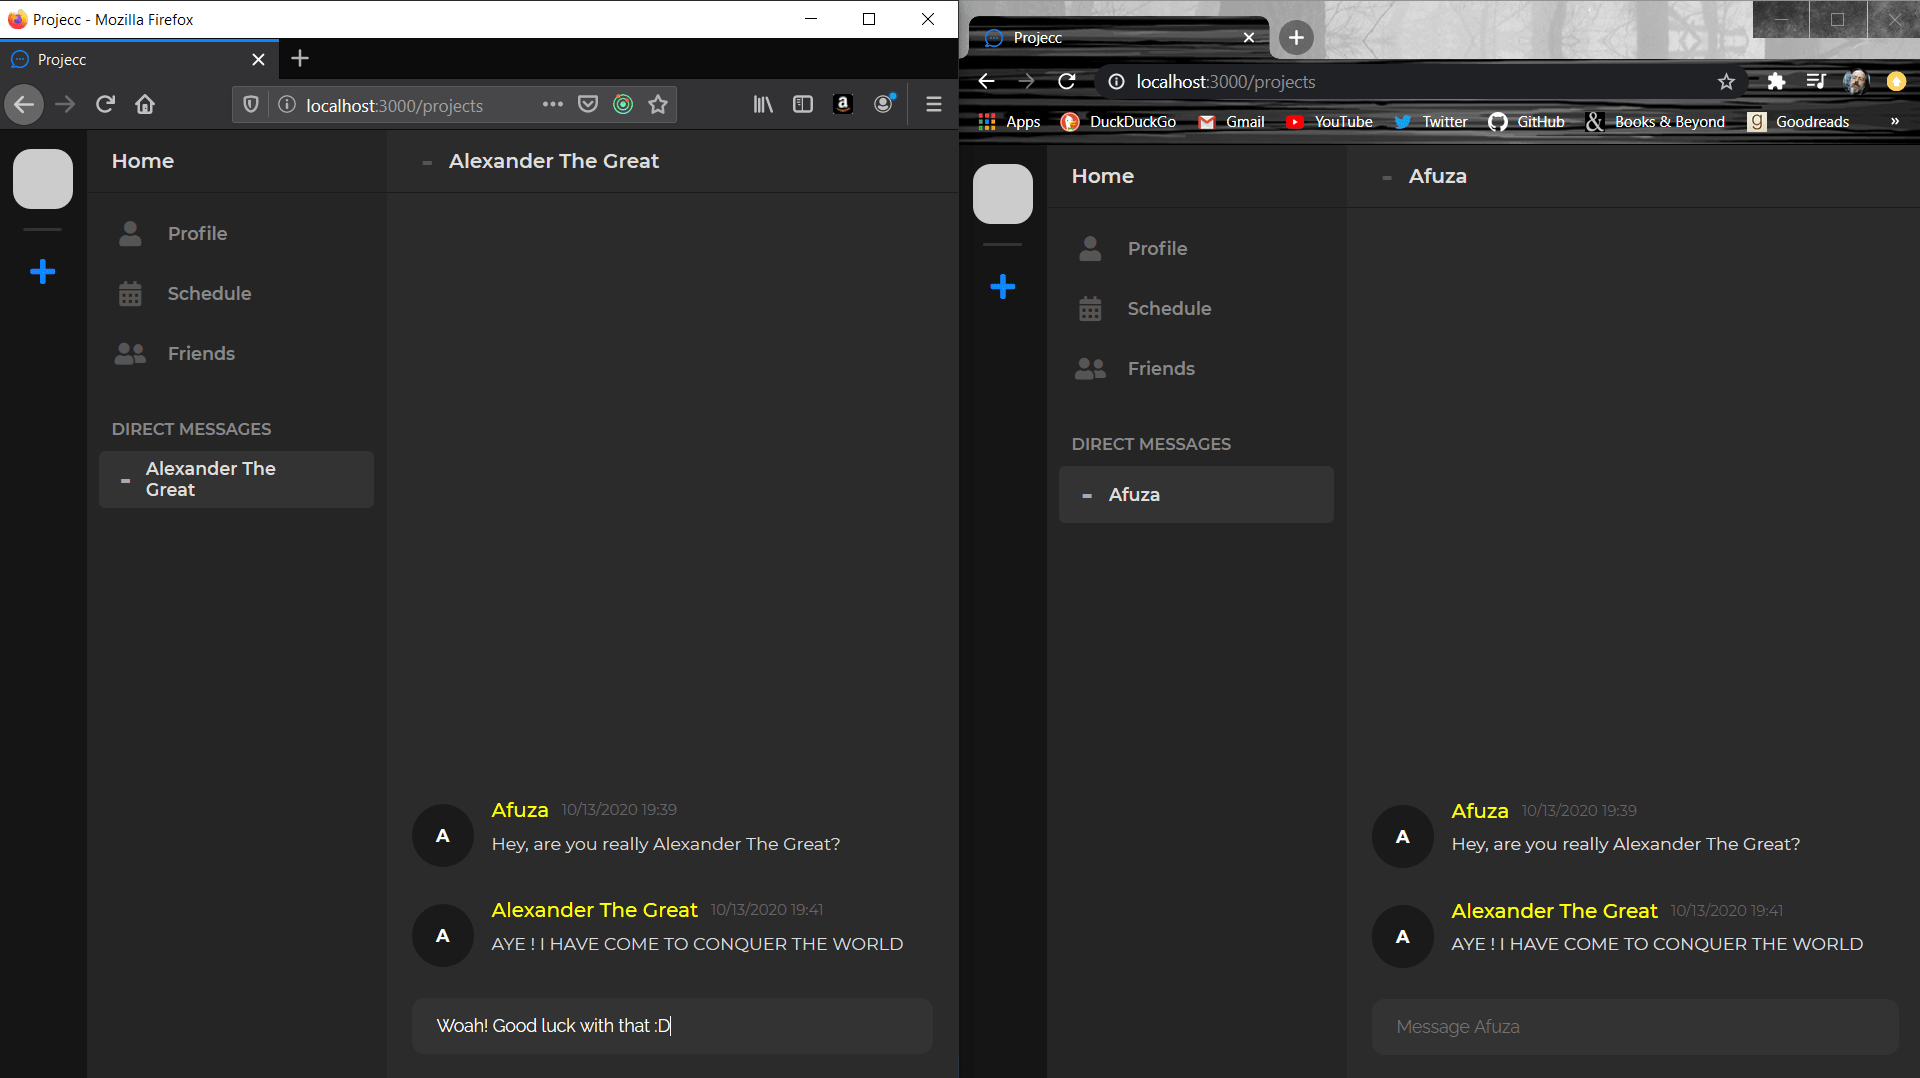 Projecc - Mozilla Firefox
Projecc
localhost:3000/projects
a
Home
Alexander The Great
Profile
Schedule
Friends
DIRECT MESSAGES
Alexander The
Great
A
Afuza 10/13/2020 19:39
Hey, are you really Alexander The Great?
A
Alexander The Great 10/13/2020 19:41
AYE ! I HAVE COME TO CONQUER THE WORLD
Woah! Good luck with that :D
Projecc
localhost:3000/projects
Apps DuckDuckGo Gmail YouTube Twitter GitHub & Books & Beyond g Goodreads »
Home
Afuza
Profile
Schedule
Friends
DIRECT MESSAGES
Afuza
A
Afuza 10/13/2020 19:39
Hey, are you really Alexander The Great?
A
Alexander The Great 10/13/2020 19:41
AYE ! I HAVE COME TO CONQUER THE WORLD
Message Afuza